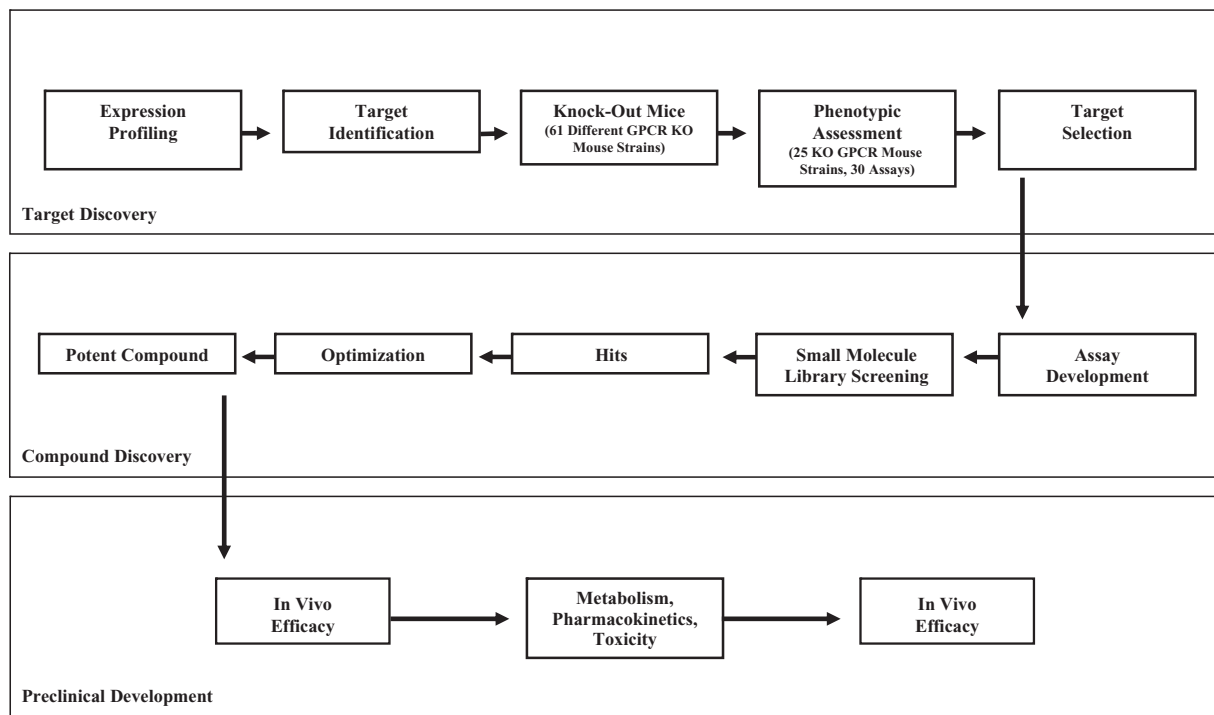 Expression
Profiling
Target
Identification
Knock-Out Mice
(61 Different GPCR KO
Mouse Strains)
Phenotypic
Assessment
(25 KO GPCR Mouse
Strains, 30 Assays)
Target
Selection
Target Discovery
Potent Compound
Optimization
Hits
Small Molecule
Library Screening
Assay
Development
Compound Discovery
In Vivo
Efficacy
Metabolism,
Pharmacokinetics,
Toxicity
In Vivo
Efficacy
Preclinical Development